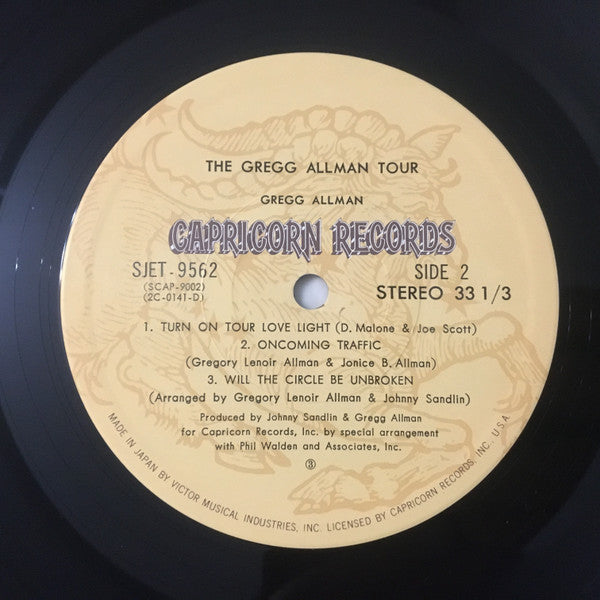 THE GREGG ALLMAN TOUR
GREGG ALLMAN
CAPRICORN RECORDS
SJET-9562
(SCAP-9002)
(2C-0141-D)
SIDE 2
STEREO 33 1/3
1. TURN ON TOUR LOVE LIGHT (D. Malone & Joe Scott)
2. ONCOMING TRAFFIC
(Gregory Lenoir Allman & Jonice B. Allman)
3. WILL THE CIRCLE BE UNBROKEN
(Arranged by Gregory Lenoir Allman & Johnny Sandlin)
Produced by Johnny Sandlin & Gregg Allman
for Capricorn Records, Inc. by special arrangement
with Phil Walden and Associates, Inc.
③
MADE IN JAPAN BY VICTOR MUSICAL INDUSTRIES, INC. LICENSED BY CAPRICORN RECORDS, INC., U.S.A.